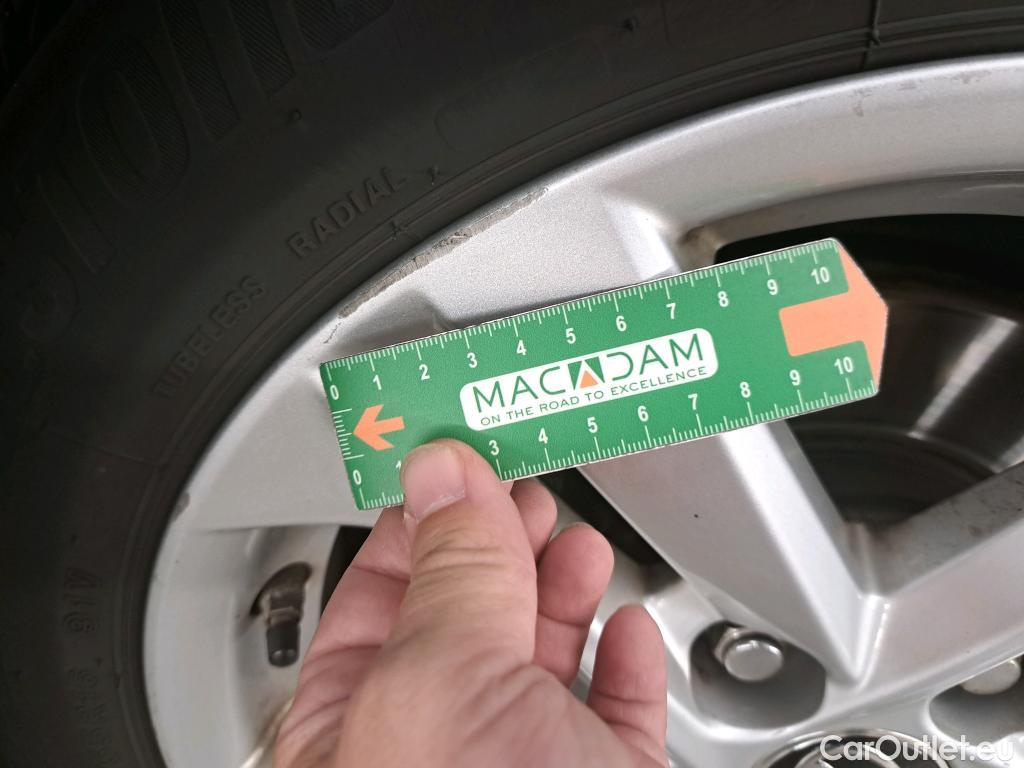 RADIAL
TUBELESS
0 1 2 3 4 5 6 7 8 9 10
MACADAM
ON THE ROAD TO EXCELLENCE
0 1 3 4 5 6 7 8 9 10
91V
CarOutlet.eu